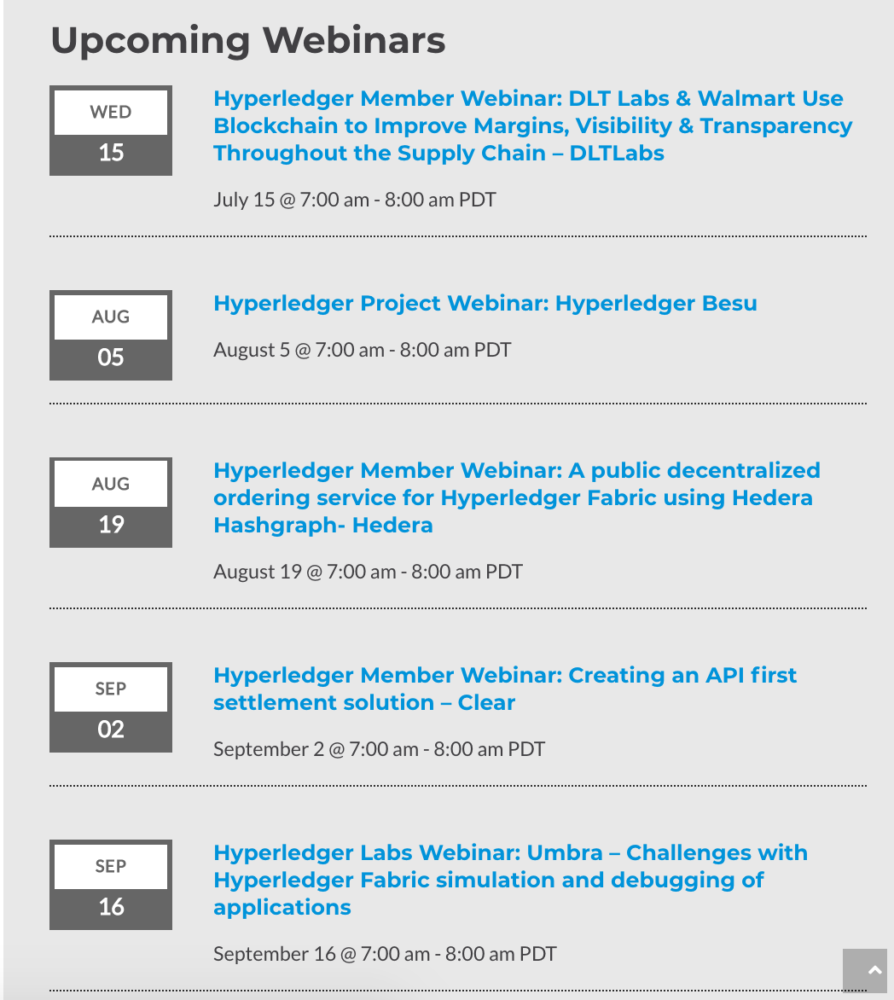 Upcoming Webinars
WED
15
Hyperledger Member Webinar: DLT Labs & Walmart Use
Blockchain to Improve Margins, Visibility & Transparency
Throughout the Supply Chain – DLTLabs
July 15 @ 7:00 am - 8:00 am PDT
AUG
05
Hyperledger Project Webinar: Hyperledger Besu
August 5 @ 7:00 am - 8:00 am PDT
AUG
19
Hyperledger Member Webinar: A public decentralized
ordering service for Hyperledger Fabric using Hedera
Hashgraph- Hedera
August 19 @ 7:00 am - 8:00 am PDT
SEP
02
Hyperledger Member Webinar: Creating an API first
settlement solution – Clear
September 2 @ 7:00 am - 8:00 am PDT
SEP
16
Hyperledger Labs Webinar: Umbra – Challenges with
Hyperledger Fabric simulation and debugging of
applications
September 16 @ 7:00 am - 8:00 am PDT